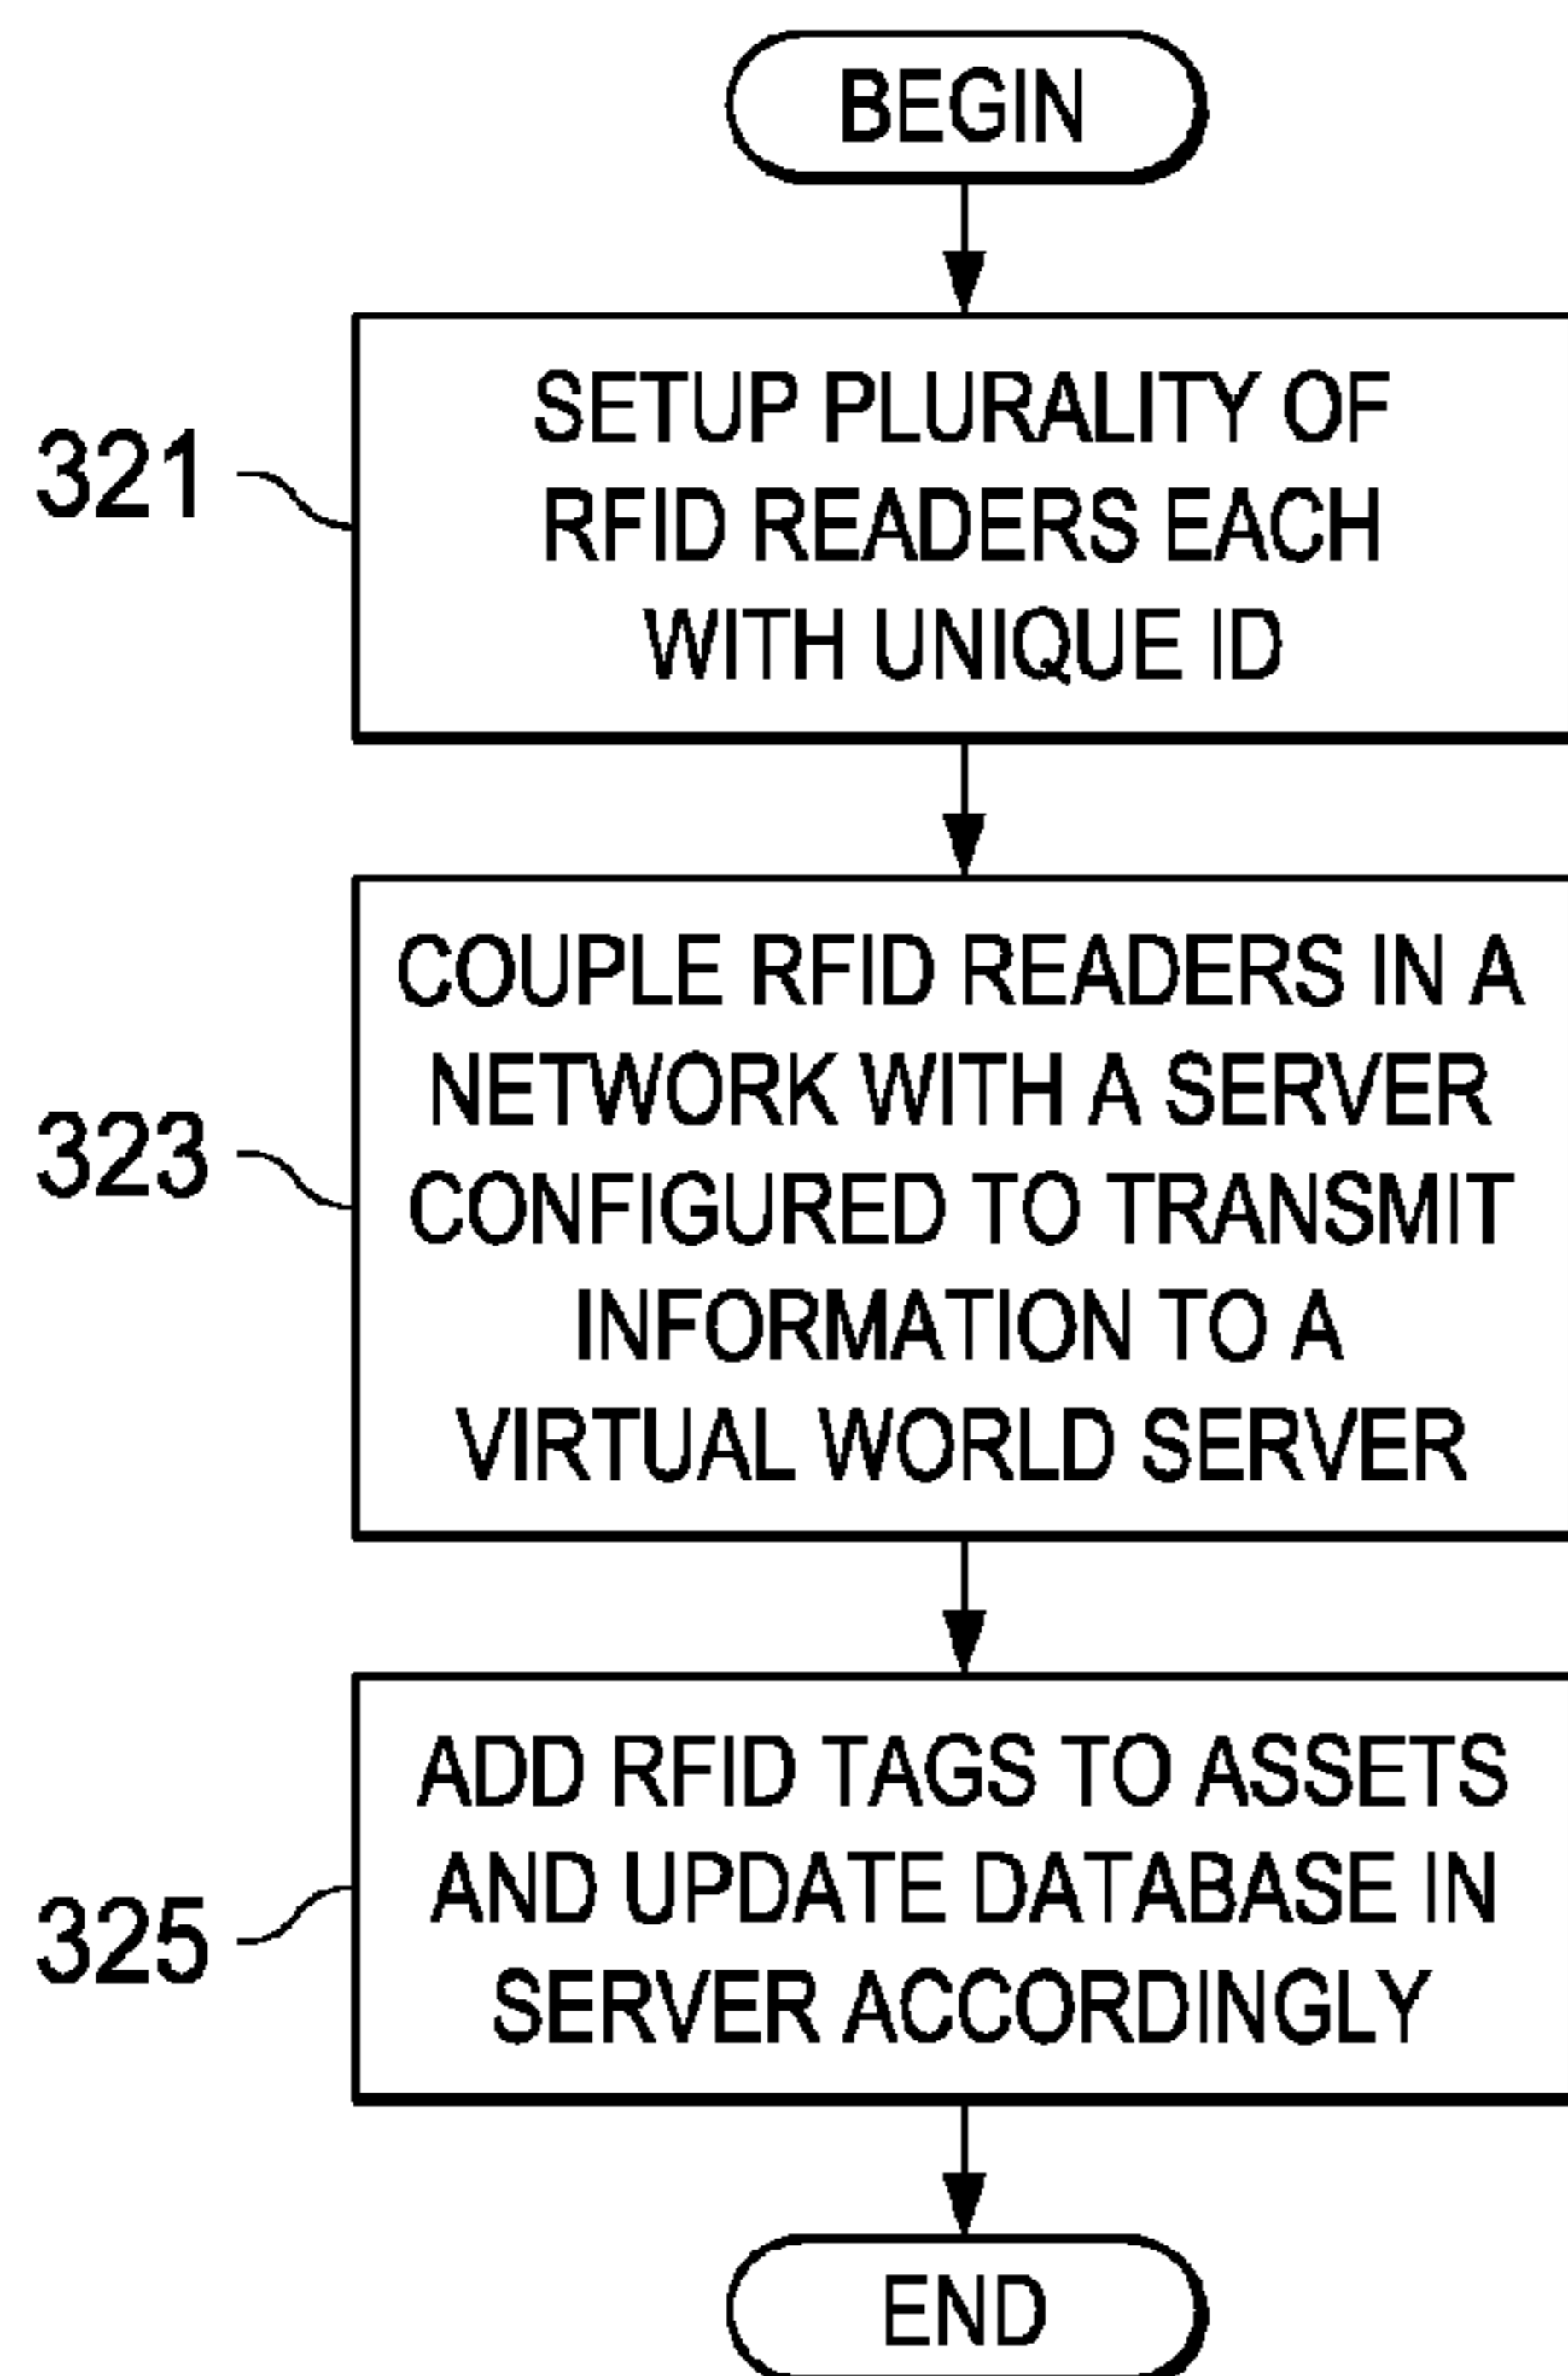 BEGIN
321
SETUP PLURALITY OF
RFID READERS EACH
WITH UNIQUE ID
323
COUPLE RFID READERS IN A
NETWORK WITH A SERVER
CONFIGURED TO TRANSMIT
INFORMATION TO A
VIRTUAL WORLD SERVER
325
ADD RFID TAGS TO ASSETS
AND UPDATE DATABASE IN
SERVER ACCORDINGLY
END